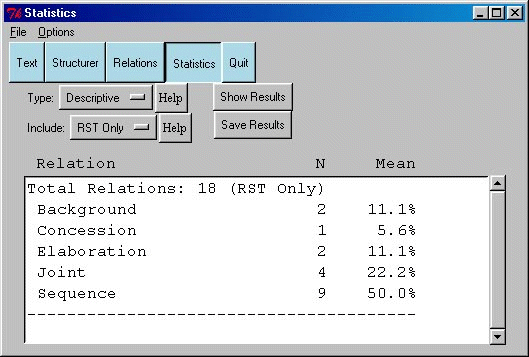 Statistics
File Options
Text Structurer Relations Statistics Quit
Type: Descriptive Help Show Results
Include: RST Only Help Save Results
Relation N Mean
Total Relations: 18 (RST Only)
Background 2 11.1%
Concession 1 5.6%
Elaboration 2 11.1%
Joint 4 22.2%
Sequence 9 50.0%
----------------------------------------